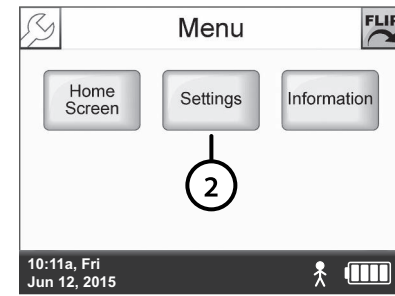 Menu
FLIP
Home
Screen
Settings
Information
2
10:11a, Fri
Jun 12, 2015